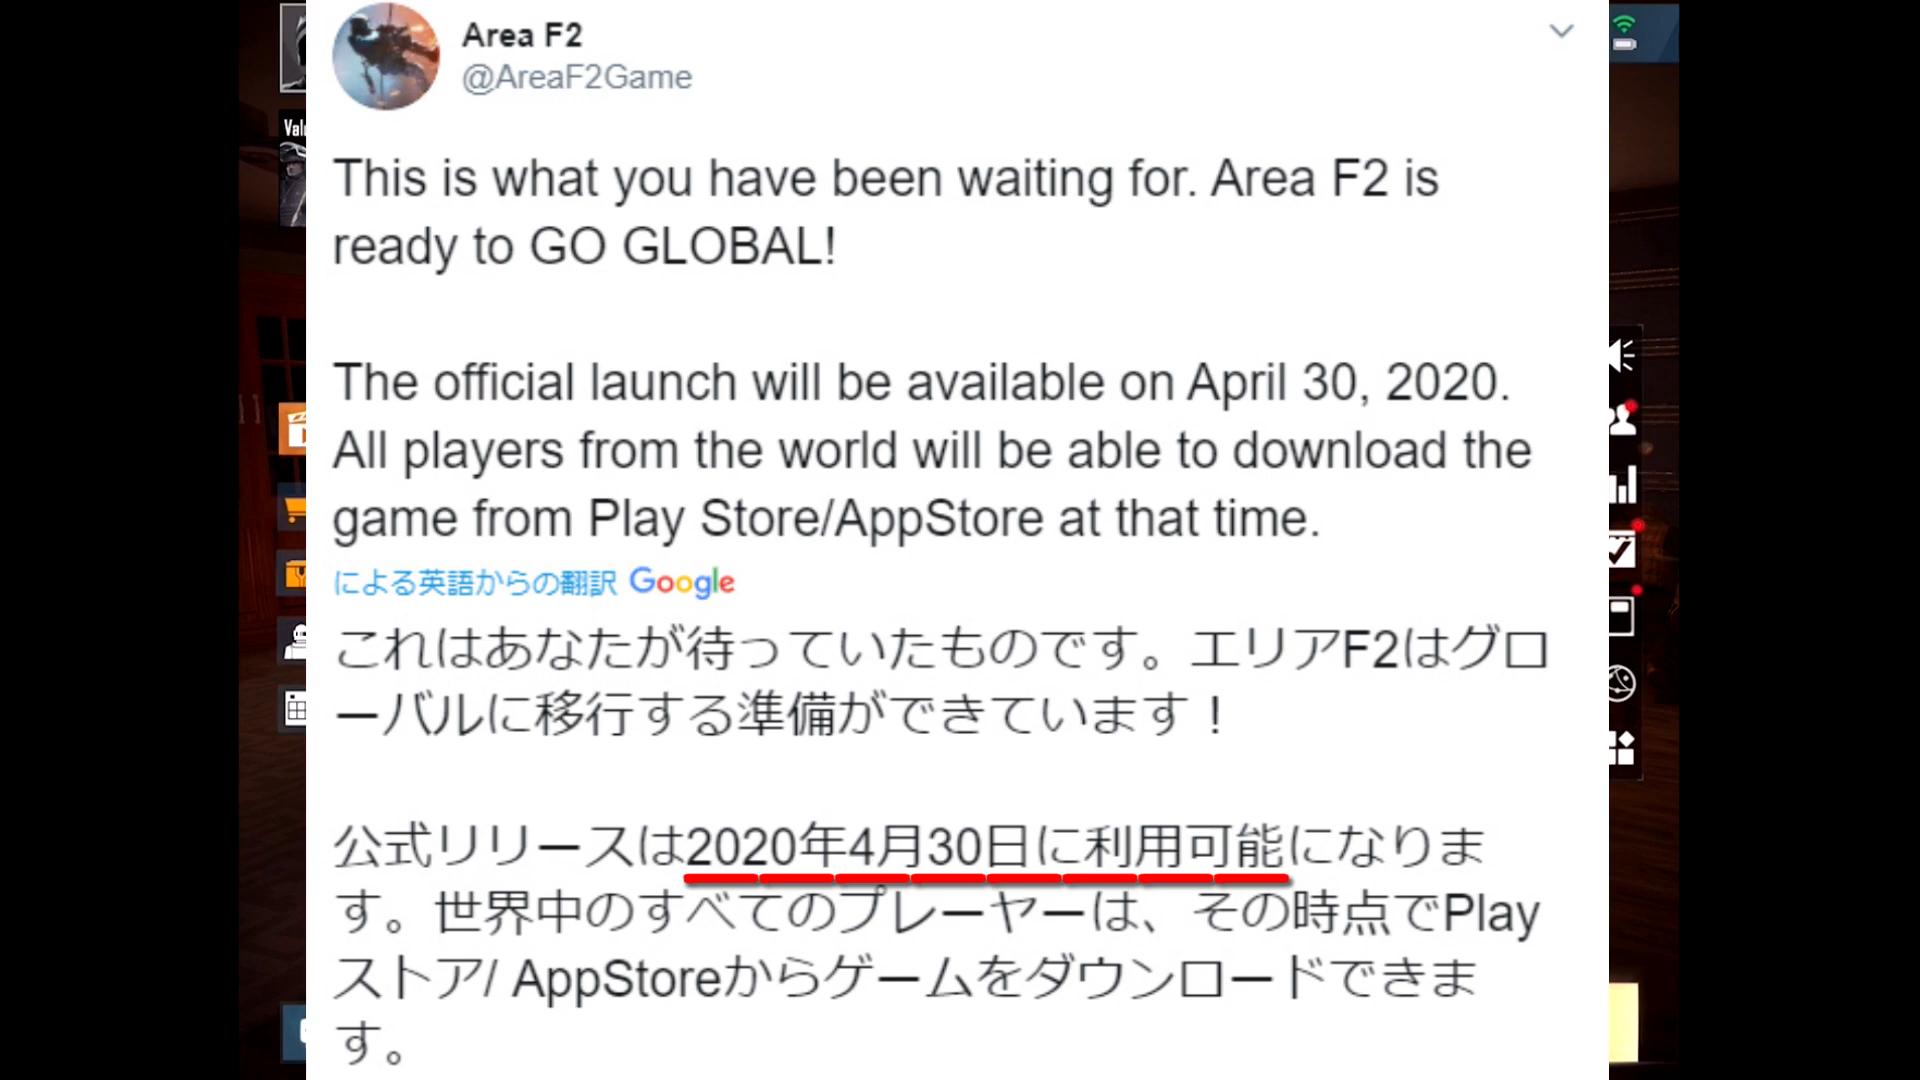 Area F2
@AreaF2Game
This is what you have been waiting for. Area F2 is
ready to GO GLOBAL!
The official launch will be available on April 30, 2020.
All players from the world will be able to download the
game from Play Store/AppStore at that time.
による英語からの翻訳 Google
これはあなたが待っていたものです。エリアF2はグロ
ーバルに移行する準備ができています！
公式リリースは2020年4月30日に利用可能になりま
す。世界中のすべてのプレーヤーは、その時点でPlay
ストア/ AppStoreからゲームをダウンロードできま
す。